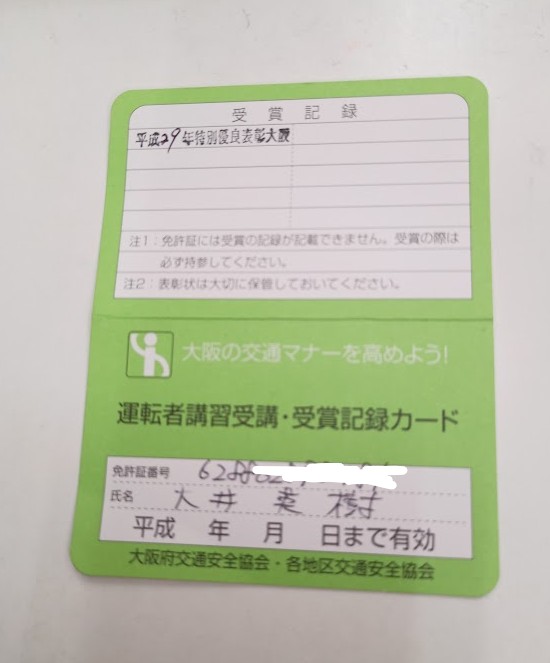 受賞記録
平成29年特別優良表彰大阪
注1：免許証には受賞の記録が記載できません。受賞の際は
必ず持参してください。
注2：表彰状は大切に保管しておいてください。
大阪の交通マナーを高めよう!
運転者講習受講・受賞記録カード
免許証番号
氏名 大井 英樹
平成 年 月 日まで有効
大阪府交通安全協会・各地区交通安全協会